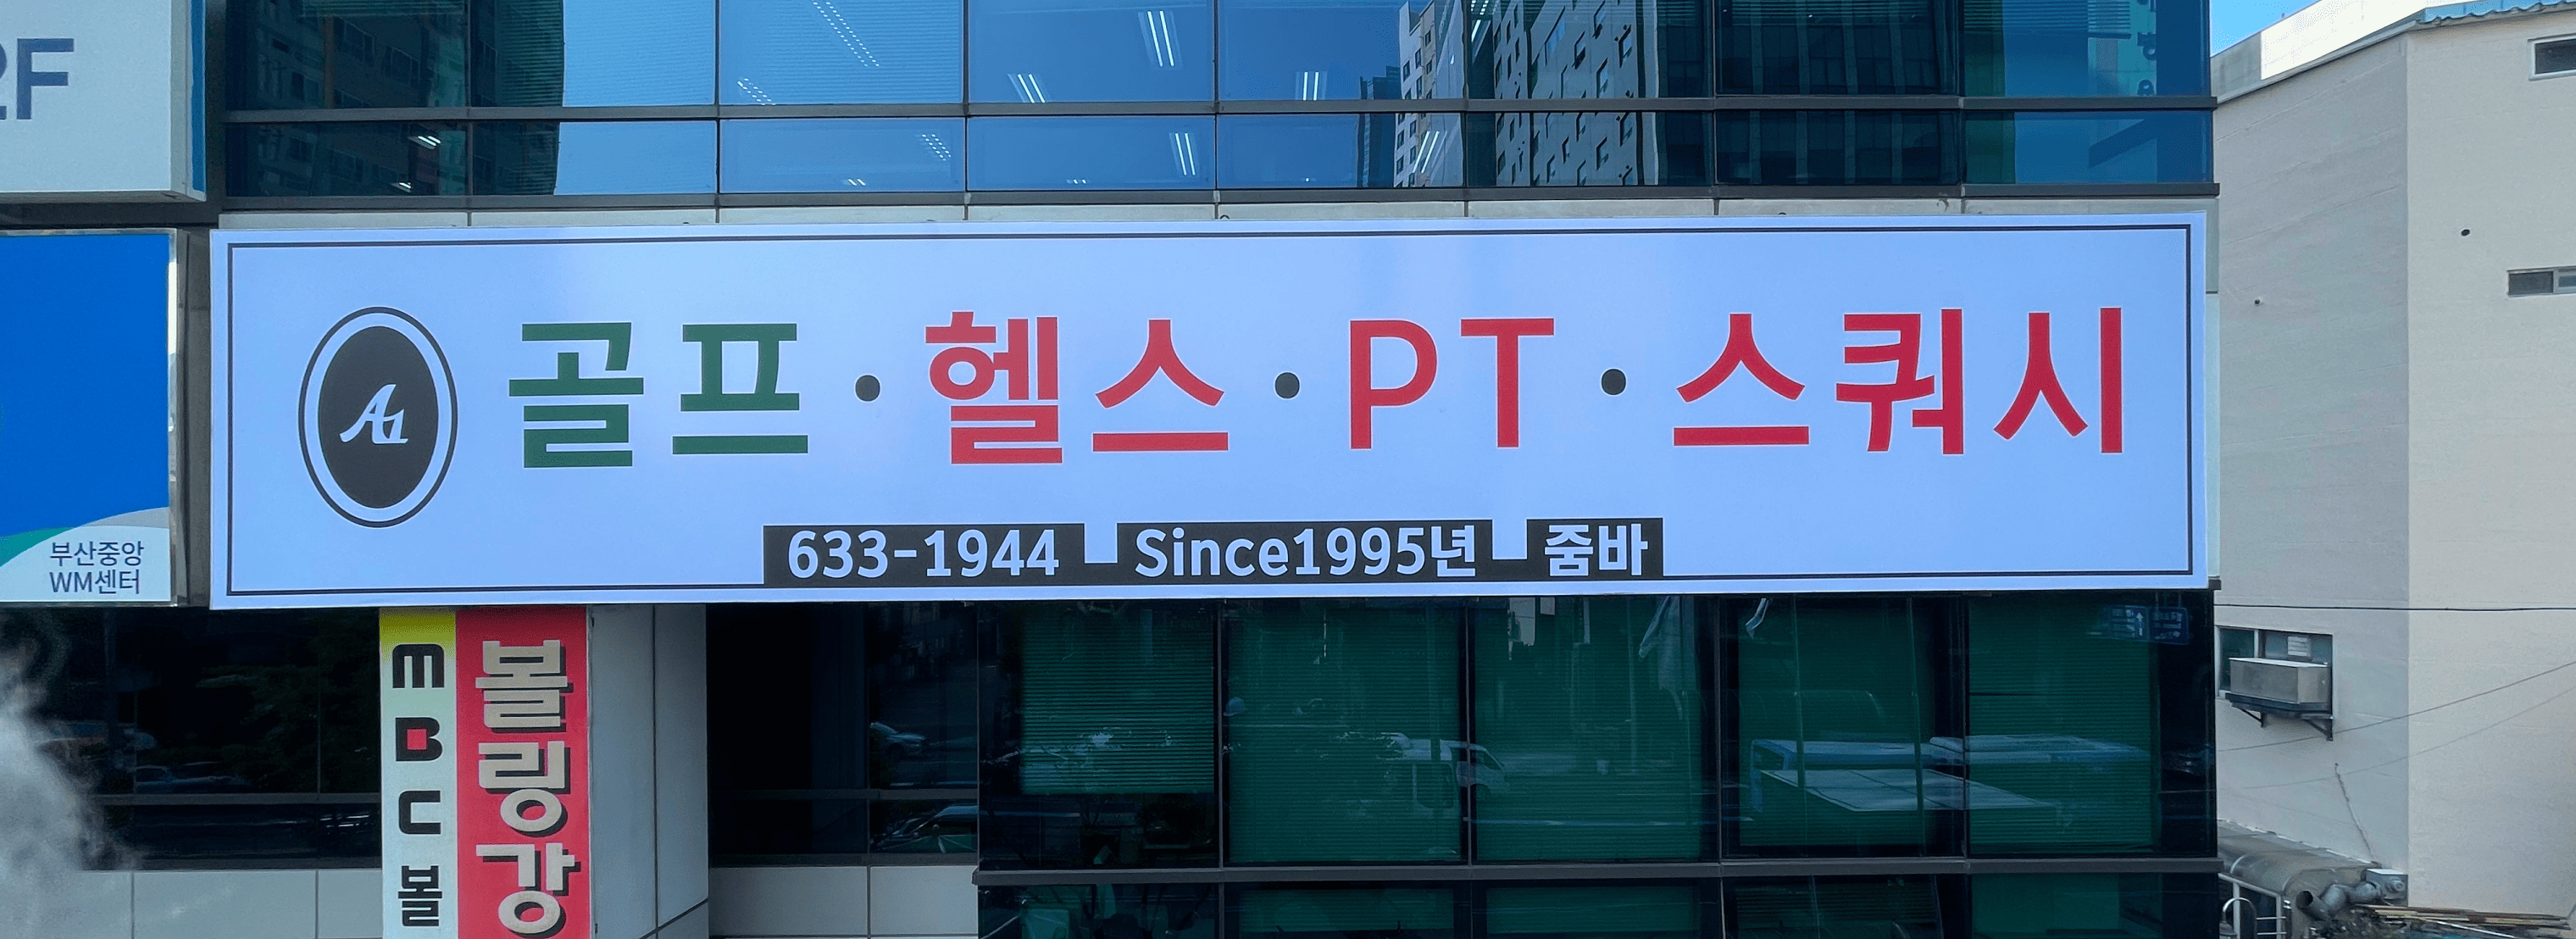 2F
골프·헬스·PT·스쿼시
A1
633-1944 Since1995년 줌바
부산중앙
WM센터
MBC볼
볼링강